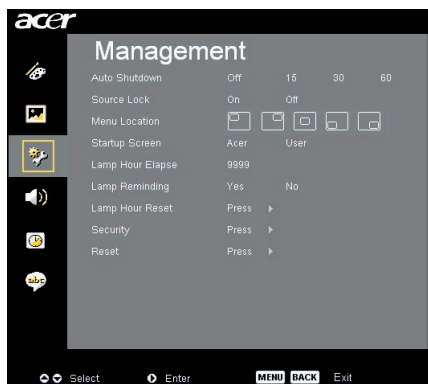 acer
Management
Auto Shutdown Off 15 30 60
Source Lock On Off
Menu Location
Startup Screen Acer User
Lamp Hour Elapse 9999
Lamp Reminding Yes No
Lamp Hour Reset Press
Security Press
Reset Press
abc
Select Enter MENU BACK Exit